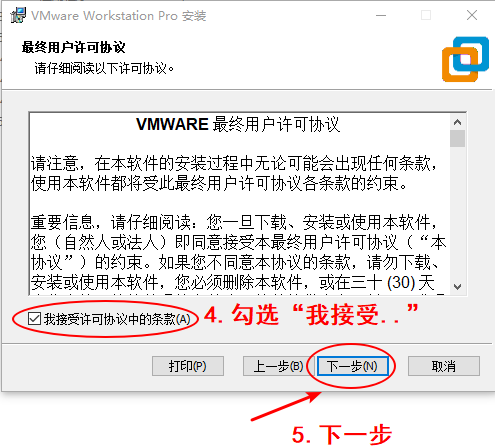 VMware Workstation Pro 安装
最终用户许可协议
请仔细阅读以下许可协议。
VMWARE 最终用户许可协议
请注意，在本软件的安装过程中无论可能会出现任何条款，
使用本软件都将受此最终用户许可协议各条款的约束。
重要信息，请仔细阅读：您一旦下载、安装或使用本软件，
您（自然人或法人）即同意接受本最终用户许可协议（“本
协议”）的约束。如果您不同意本协议的条款，请勿下载、
安装或使用本软件，您必须删除本软件，或在三十 (30) 天
我接受许可协议中的条款(A)
4. 勾选“我接受..”
打印(P)
上一步(B)
下一步(N)
取消
5. 下一步